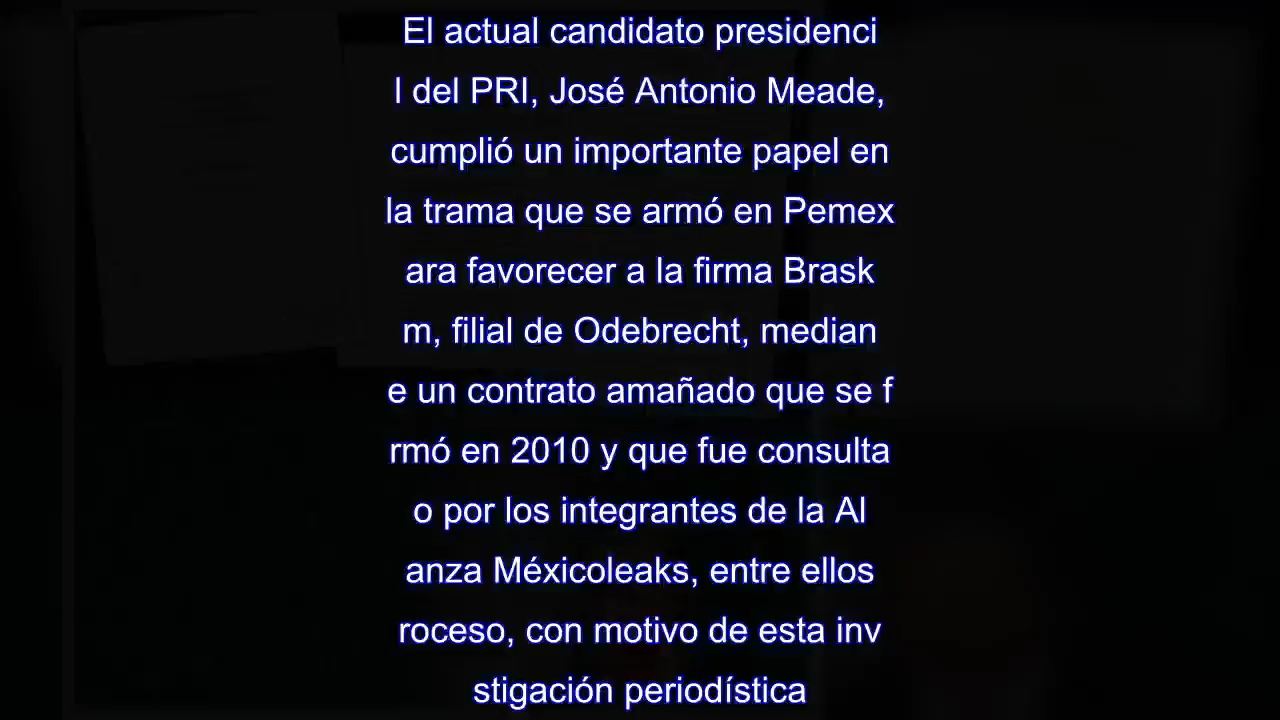 El actual candidato presidenci
l del PRI, José Antonio Meade,
cumplió un importante papel en
la trama que se armó en Pemex
ara favorecer a la firma Brask
m, filial de Odebrecht, median
e un contrato amañado que se f
rmó en 2010 y que fue consulta
o por los integrantes de la Al
anza Méxicoleaks, entre ellos
roceso, con motivo de esta inv
stigación periodística